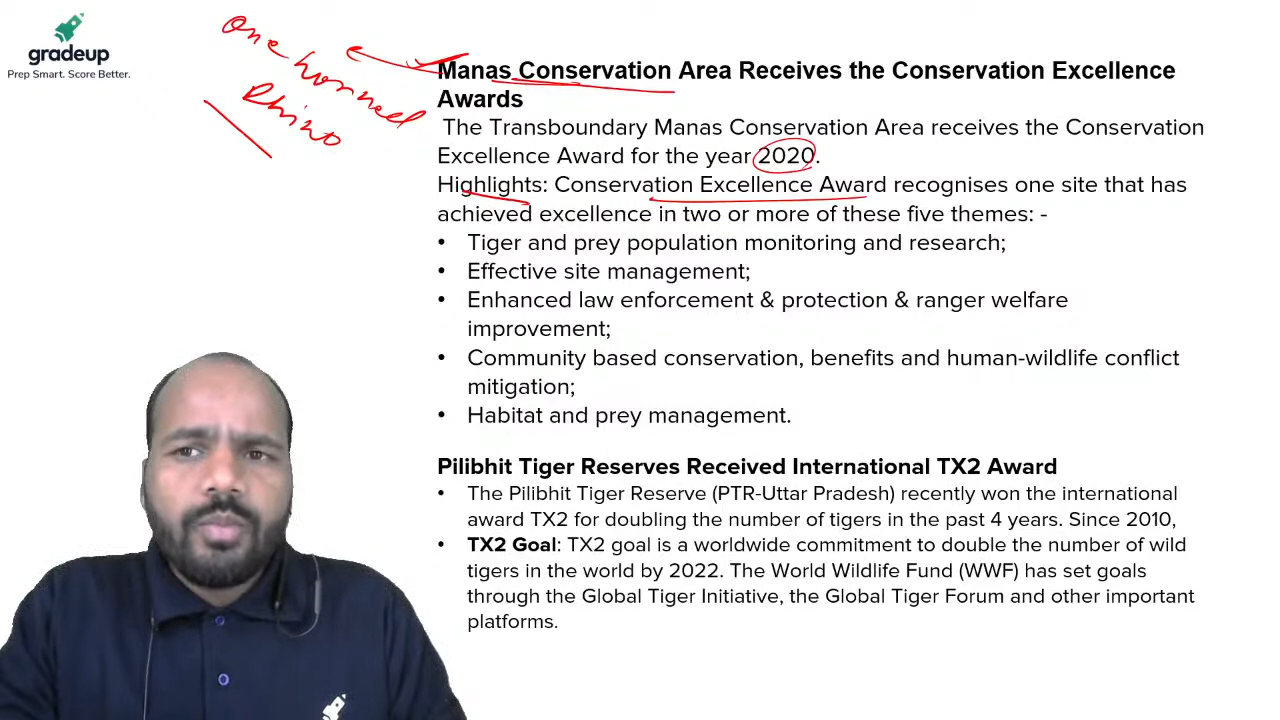 gradeup
Prep Smart. Score Better.
One horned
Rhino
Manas Conservation Area Receives the Conservation Excellence
Awards
The Transboundary Manas Conservation Area receives the Conservation
Excellence Award for the year 2020.
Highlights: Conservation Excellence Award recognises one site that has
achieved excellence in two or more of these five themes: -
• Tiger and prey population monitoring and research;
• Effective site management;
• Enhanced law enforcement & protection & ranger welfare
improvement;
• Community based conservation, benefits and human-wildlife conflict
mitigation;
• Habitat and prey management.
Pilibhit Tiger Reserves Received International TX2 Award
• The Pilibhit Tiger Reserve (PTR-Uttar Pradesh) recently won the international
award TX2 for doubling the number of tigers in the past 4 years. Since 2010,
• TX2 Goal: TX2 goal is a worldwide commitment to double the number of wild
tigers in the world by 2022. The World Wildlife Fund (WWF) has set goals
through the Global Tiger Initiative, the Global Tiger Forum and other important
platforms.